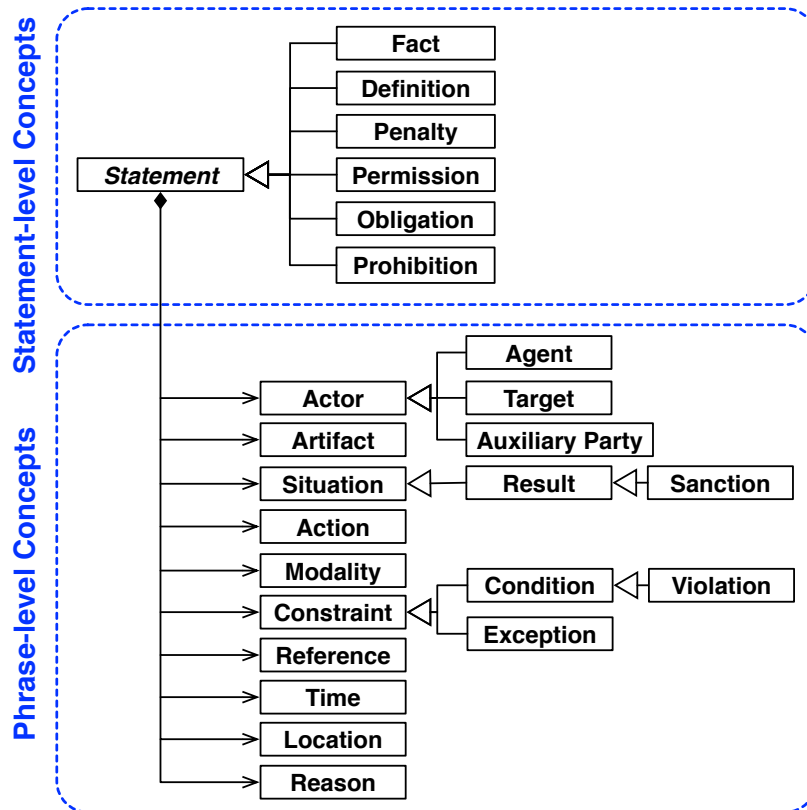 Statement-level Concepts
Fact
Definition
Penalty
Statement
Permission
Obligation
Prohibition
Phrase-level Concepts
Agent
Actor
Target
Artifact
Auxiliary Party
Situation
Result
Sanction
Action
Modality
Condition
Violation
Constraint
Exception
Reference
Time
Location
Reason